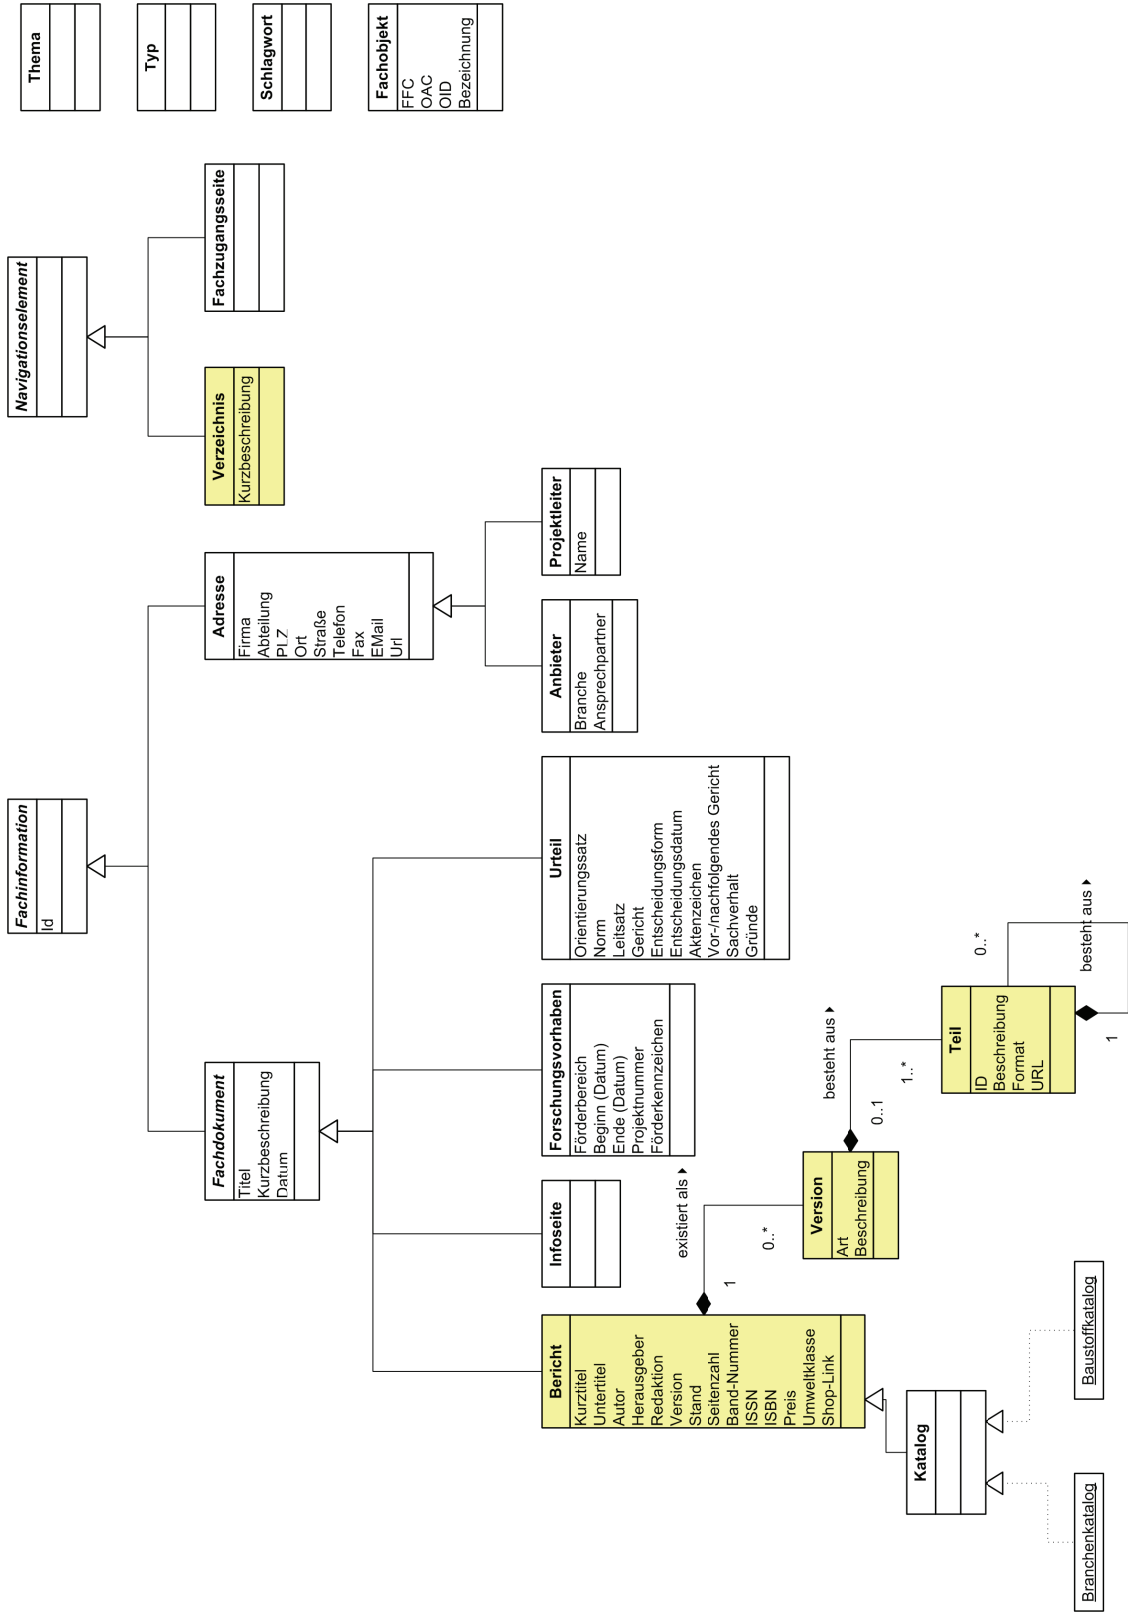 Fachinformation
Id
Navigationselement
Thema
Typ
Schlagwort
Fachobjekt
FFC
OAC
OID
Bezeichnung
Fachdokument
Titel
Kurzbeschreibung
Datum
Adresse
Firma
Abteilung
PLZ
Ort
Straße
Telefon
Fax
EMail
Url
Verzeichnis
Kurzbeschreibung
Fachzugangsseite
Bericht
Kurztitel
Untertitel
Autor
Herausgeber
Redaktion
Version
Stand
Seitenzahl
Band-Nummer
ISSN
ISBN
Preis
Umweltklasse
Shop-Link
Infoseite
Forschungsvorhaben
Förderbereich
Beginn (Datum)
Ende (Datum)
Projektnummer
Förderkennzeichen
Urteil
Orientierungssatz
Norm
Leitsatz
Gericht
Entscheidungsform
Entscheidungsdatum
Aktenzeichen
Vor-/nachfolgendes Gericht
Sachverhalt
Gründe
Anbieter
Branche
Ansprechpartner
Projektleiter
Name
existiert als ▶
1
0..*
Version
Art
Beschreibung
besteht aus ▶
0..1
1..*
Teil
ID
Beschreibung
Format
URL
0..*
besteht aus ▶
1
Katalog
Branchenkatalog
Baustoffkatalog